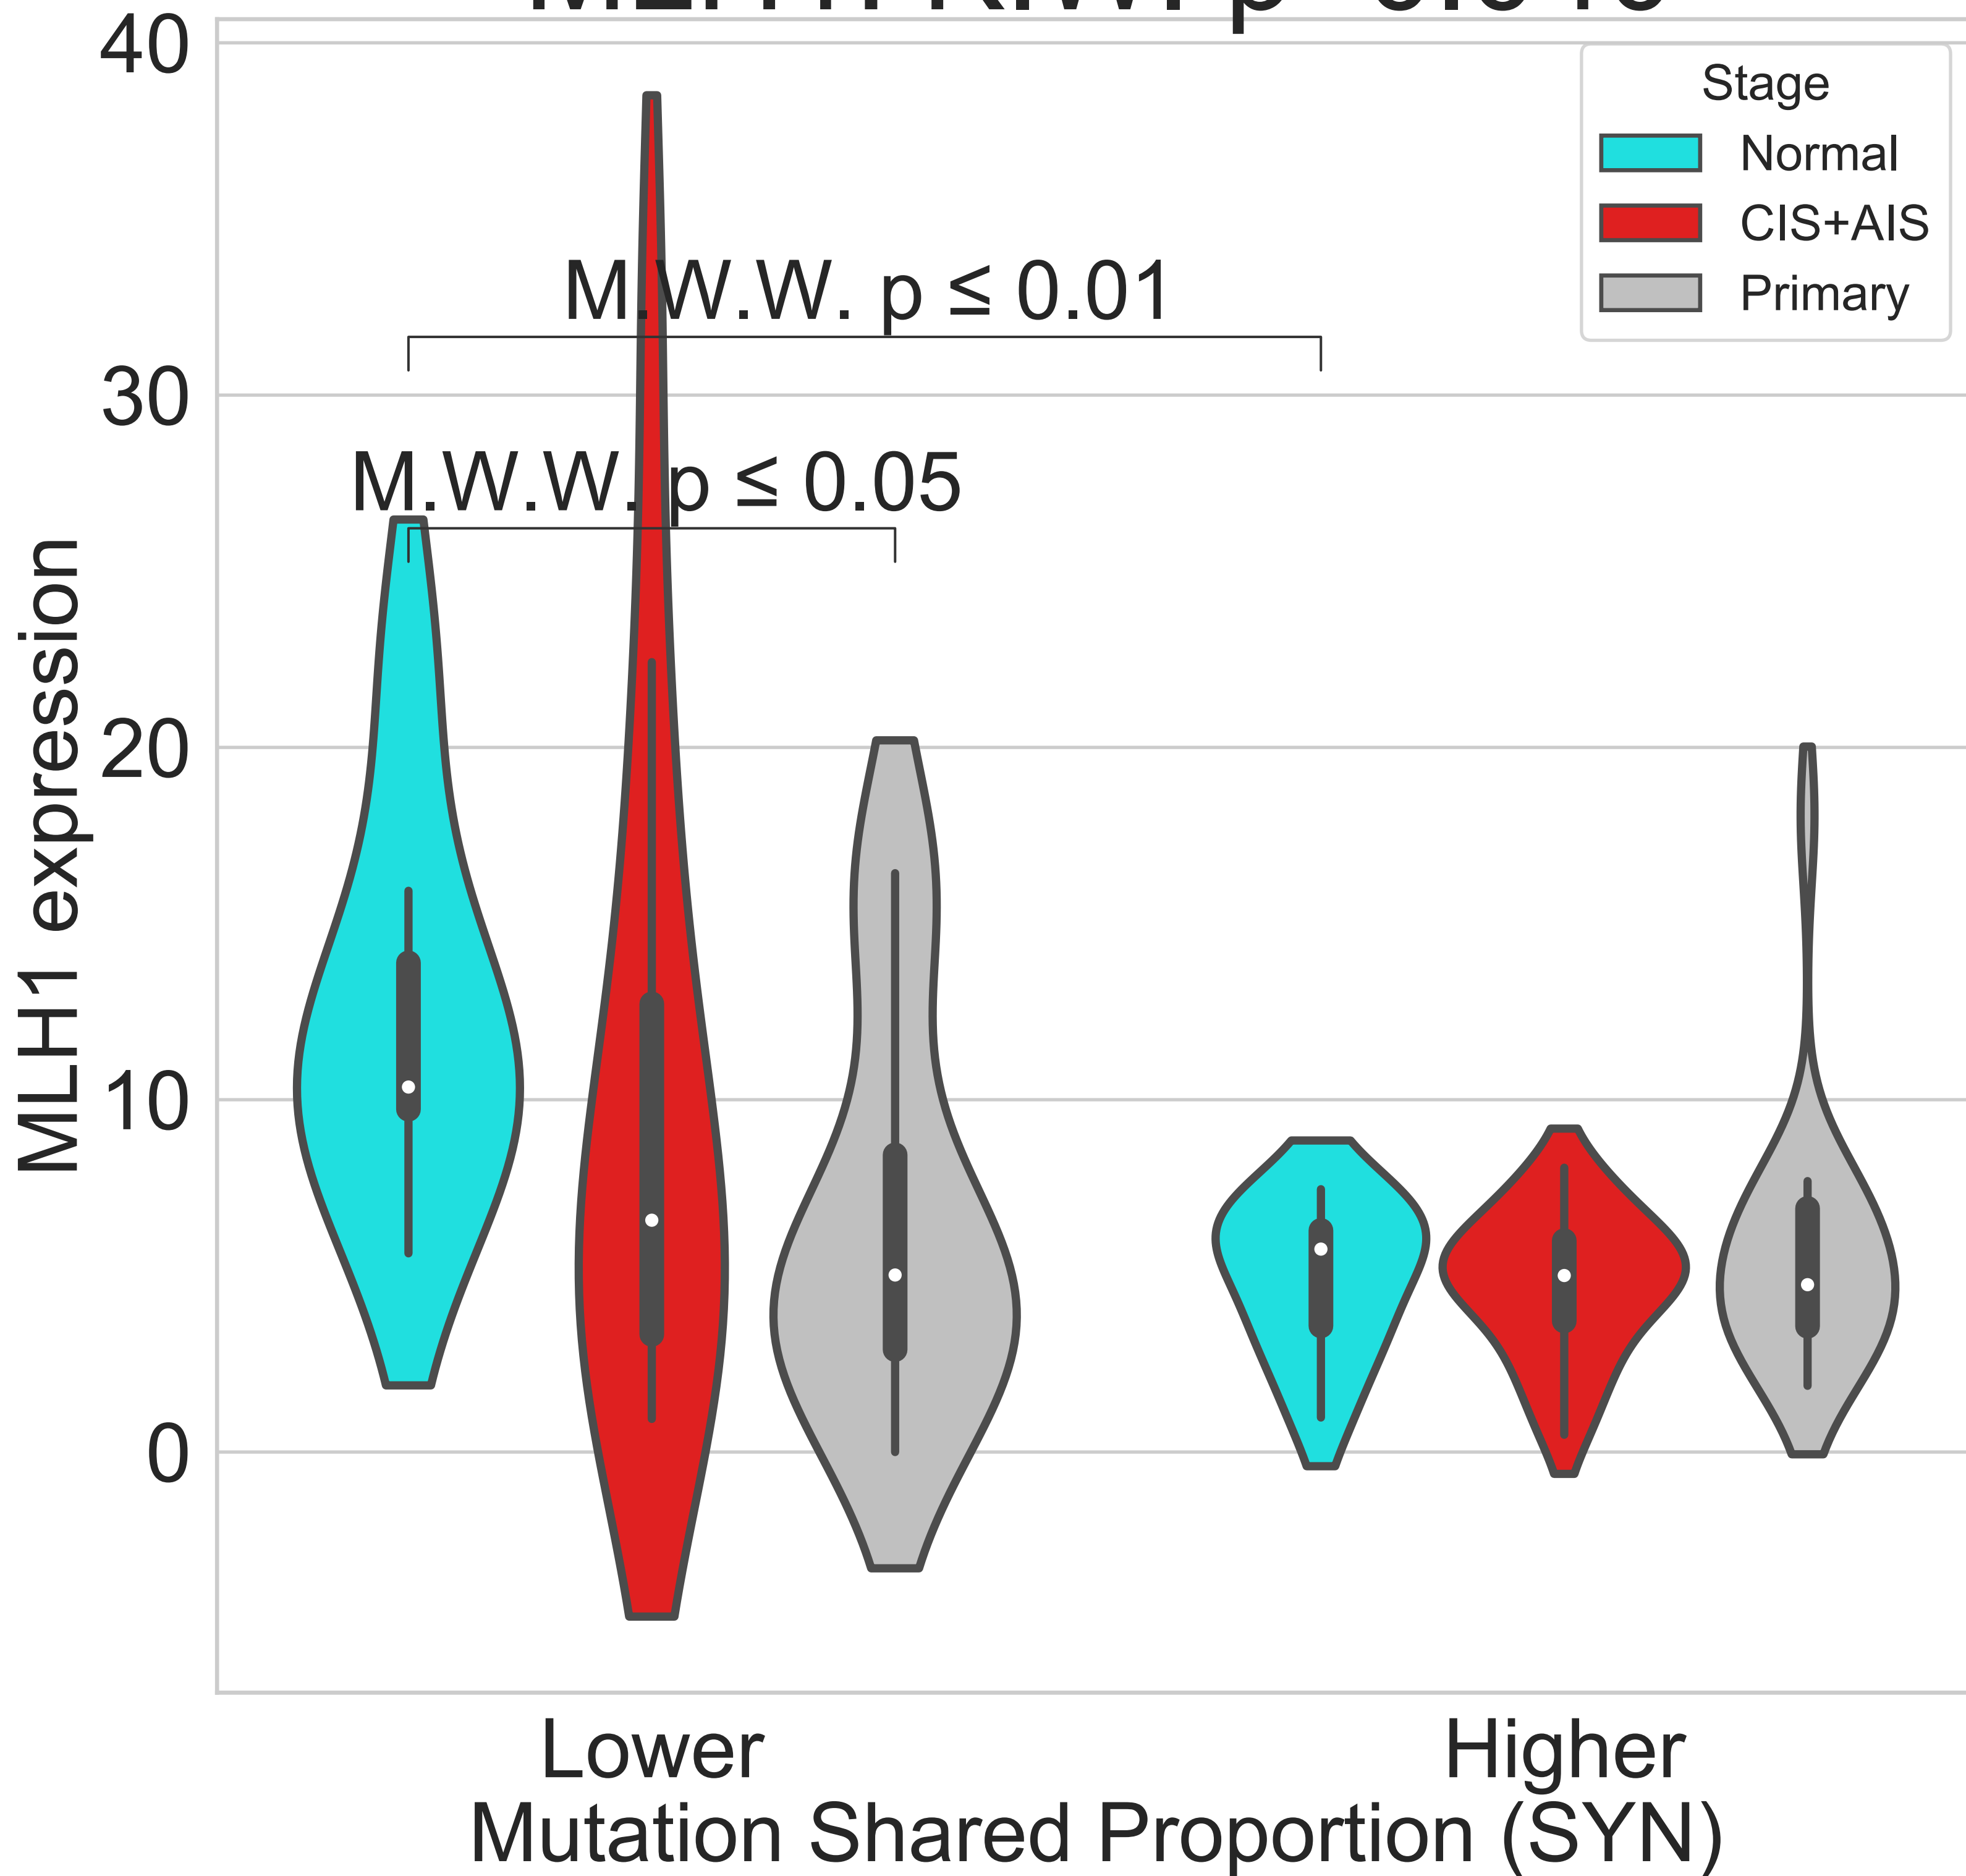 40
Stage
Normal
CIS+AIS
Primary
M.W.W. p ≤ 0.01
30
M.W.W. p ≤ 0.05
MLH1 expression
20
10
0
Lower
Higher
Mutation Shared Proportion (SYN)